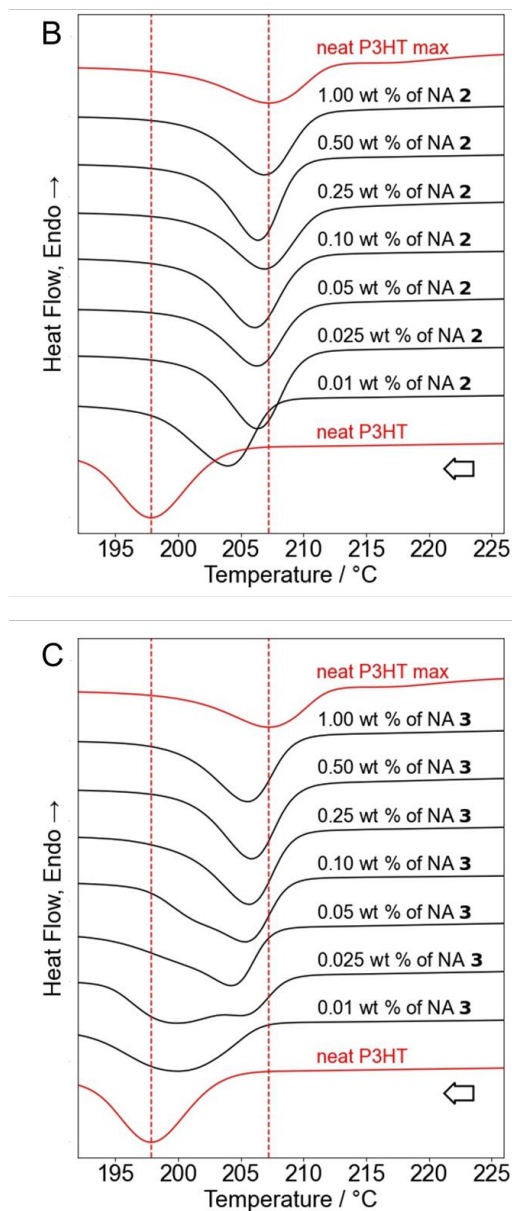 B
neat P3HT max
1.00 wt % of NA 2
0.50 wt % of NA 2
0.25 wt % of NA 2
0.10 wt % of NA 2
0.05 wt % of NA 2
0.025 wt % of NA 2
0.01 wt % of NA 2
neat P3HT
Heat Flow, Endo →
195 200 205 210 215 220 225
Temperature / °C
C
neat P3HT max
1.00 wt % of NA 3
0.50 wt % of NA 3
0.25 wt % of NA 3
0.10 wt % of NA 3
0.05 wt % of NA 3
0.025 wt % of NA 3
0.01 wt % of NA 3
neat P3HT
Heat Flow, Endo →
195 200 205 210 215 220 225
Temperature / °C